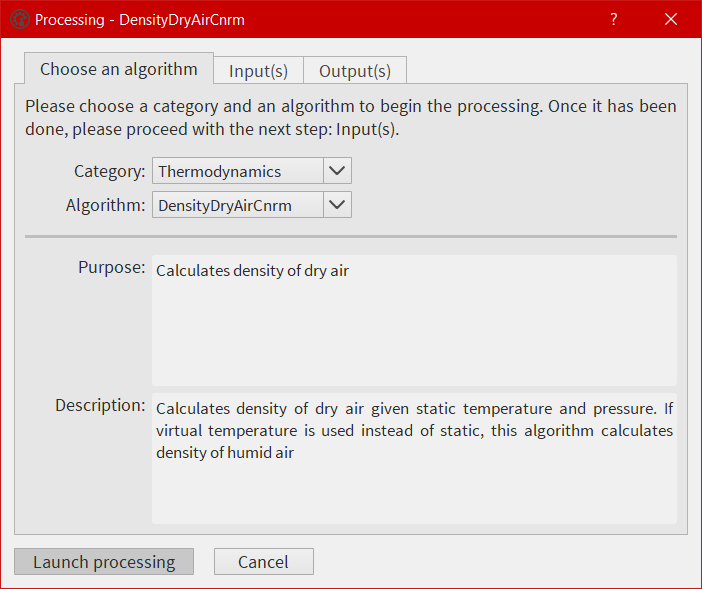 Processing - DensityDryAirCnrm
?
Choose an algorithm
Input(s)
Output(s)
Please choose a category and an algorithm to begin the processing. Once it has been
done, please proceed with the next step: Input(s).
Category:
Thermodynamics
Algorithm:
DensityDryAirCnrm
Purpose:
Calculates density of dry air
Description:
Calculates density of dry air given static temperature and pressure. If
virtual temperature is used instead of static, this algorithm calculates
density of humid air
Launch processing
Cancel